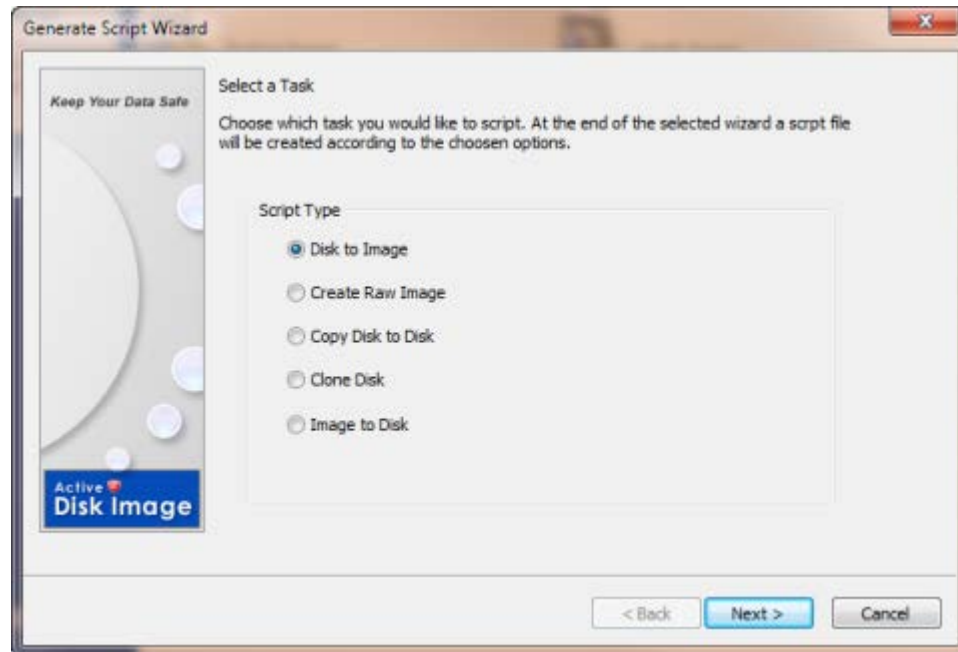 Generate Script Wizard
Keep Your Data Safe
Select a Task
Choose which task you would like to script. At the end of the selected wizard a scrpt file
will be created according to the choosen options.
Script Type
Disk to Image
Create Raw Image
Copy Disk to Disk
Clone Disk
Image to Disk
Active
Disk Image
< Back
Next >
Cancel